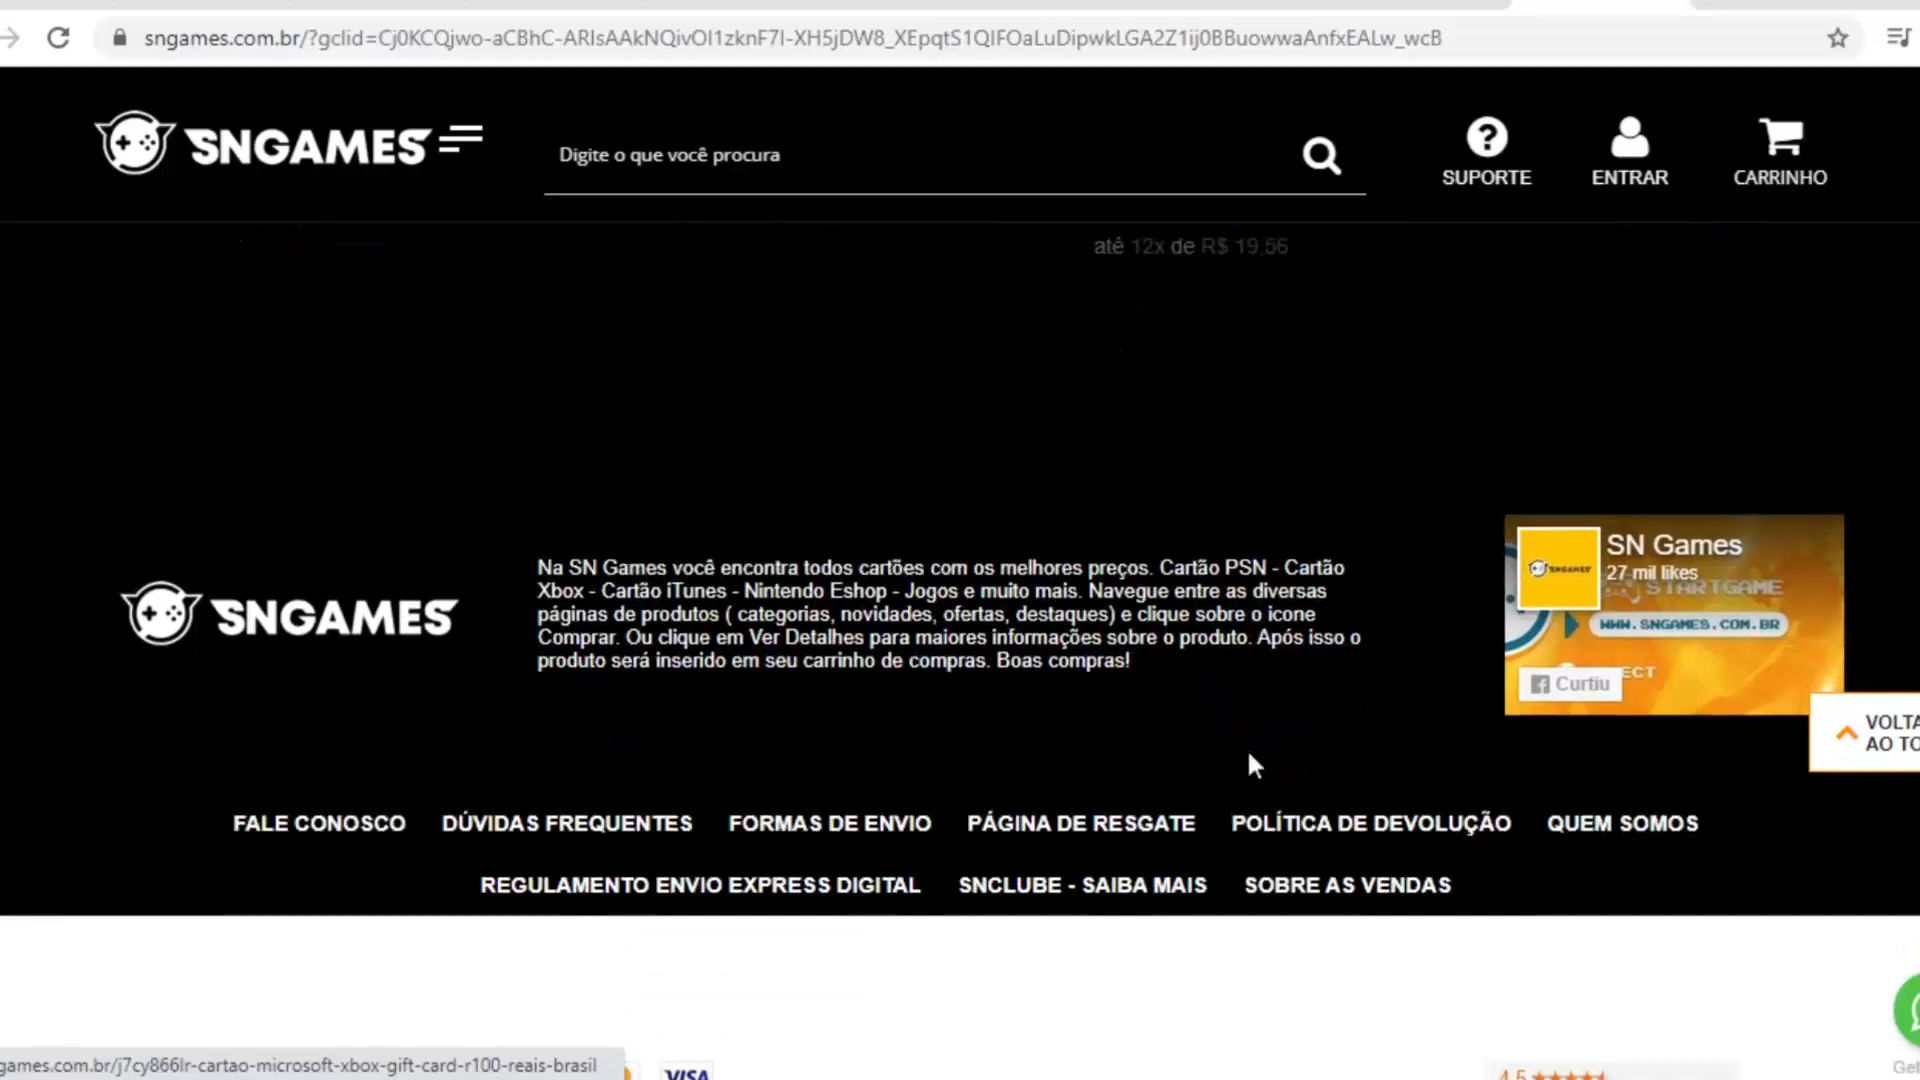 sngames.com.br/?gclid=Cj0KCQjwo-aCBhC-ARIsAAkNQivOl1zknF7I-XH5jDW8_XEpqtS1QIFOaLuDipwkLGA2Z1ij0BBuowwaAnfxEALw_wcB
SNGAMES
Digite o que você procura
SUPORTE
ENTRAR
CARRINHO
até 12x de R$ 19,56
SNGAMES
Na SN Games você encontra todos cartões com os melhores preços. Cartão PSN - Cartão
Xbox - Cartão iTunes - Nintendo Eshop - Jogos e muito mais. Navegue entre as diversas
páginas de produtos ( categorias, novidades, ofertas, destaques) e clique sobre o icone
Comprar. Ou clique em Ver Detalhes para maiores informações sobre o produto. Após isso o
produto será inserido em seu carrinho de compras. Boas compras!
SNGAMES
SN Games
27 mil likes
STARTGAME
WWW.SNGAMES.COM.BR
Curtiu
VOLTA
AO TO
FALE CONOSCO DÚVIDAS FREQUENTES FORMAS DE ENVIO PÁGINA DE RESGATE POLÍTICA DE DEVOLUÇÃO QUEM SOMOS
REGULAMENTO ENVIO EXPRESS DIGITAL SNCLUBE - SAIBA MAIS SOBRE AS VENDAS
games.com.br/j7cy866lr-cartao-microsoft-xbox-gift-card-r100-reais-brasil
VISA
4.5